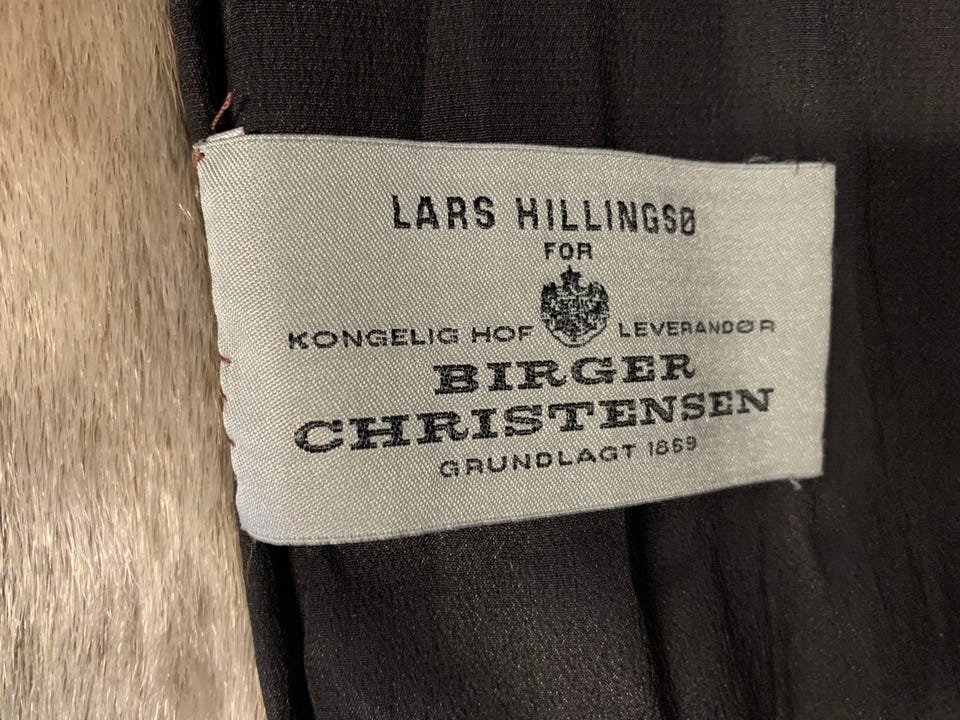 LARS HILLINGSØ
FOR
KONGELIG HOF LEVERANDØR
BIRGER
CHRISTENSEN
GRUNDLAGT 1869